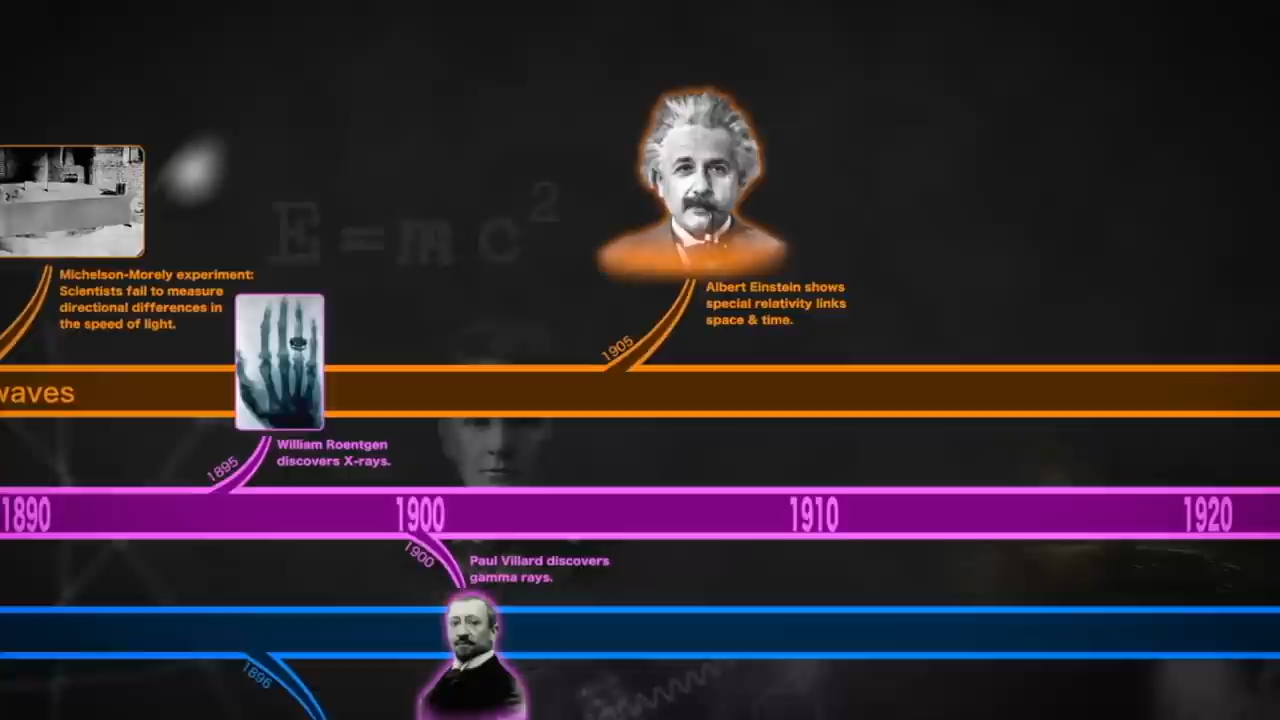 E=mc²
Michelson-Morely experiment:
Scientists fail to measure
directional differences in
the speed of light.
Albert Einstein shows
special relativity links
space & time.
1905
waves
William Roentgen
discovers X-rays.
1895
1890
1900
1910
1920
1900
Paul Villard discovers
gamma rays.
1896